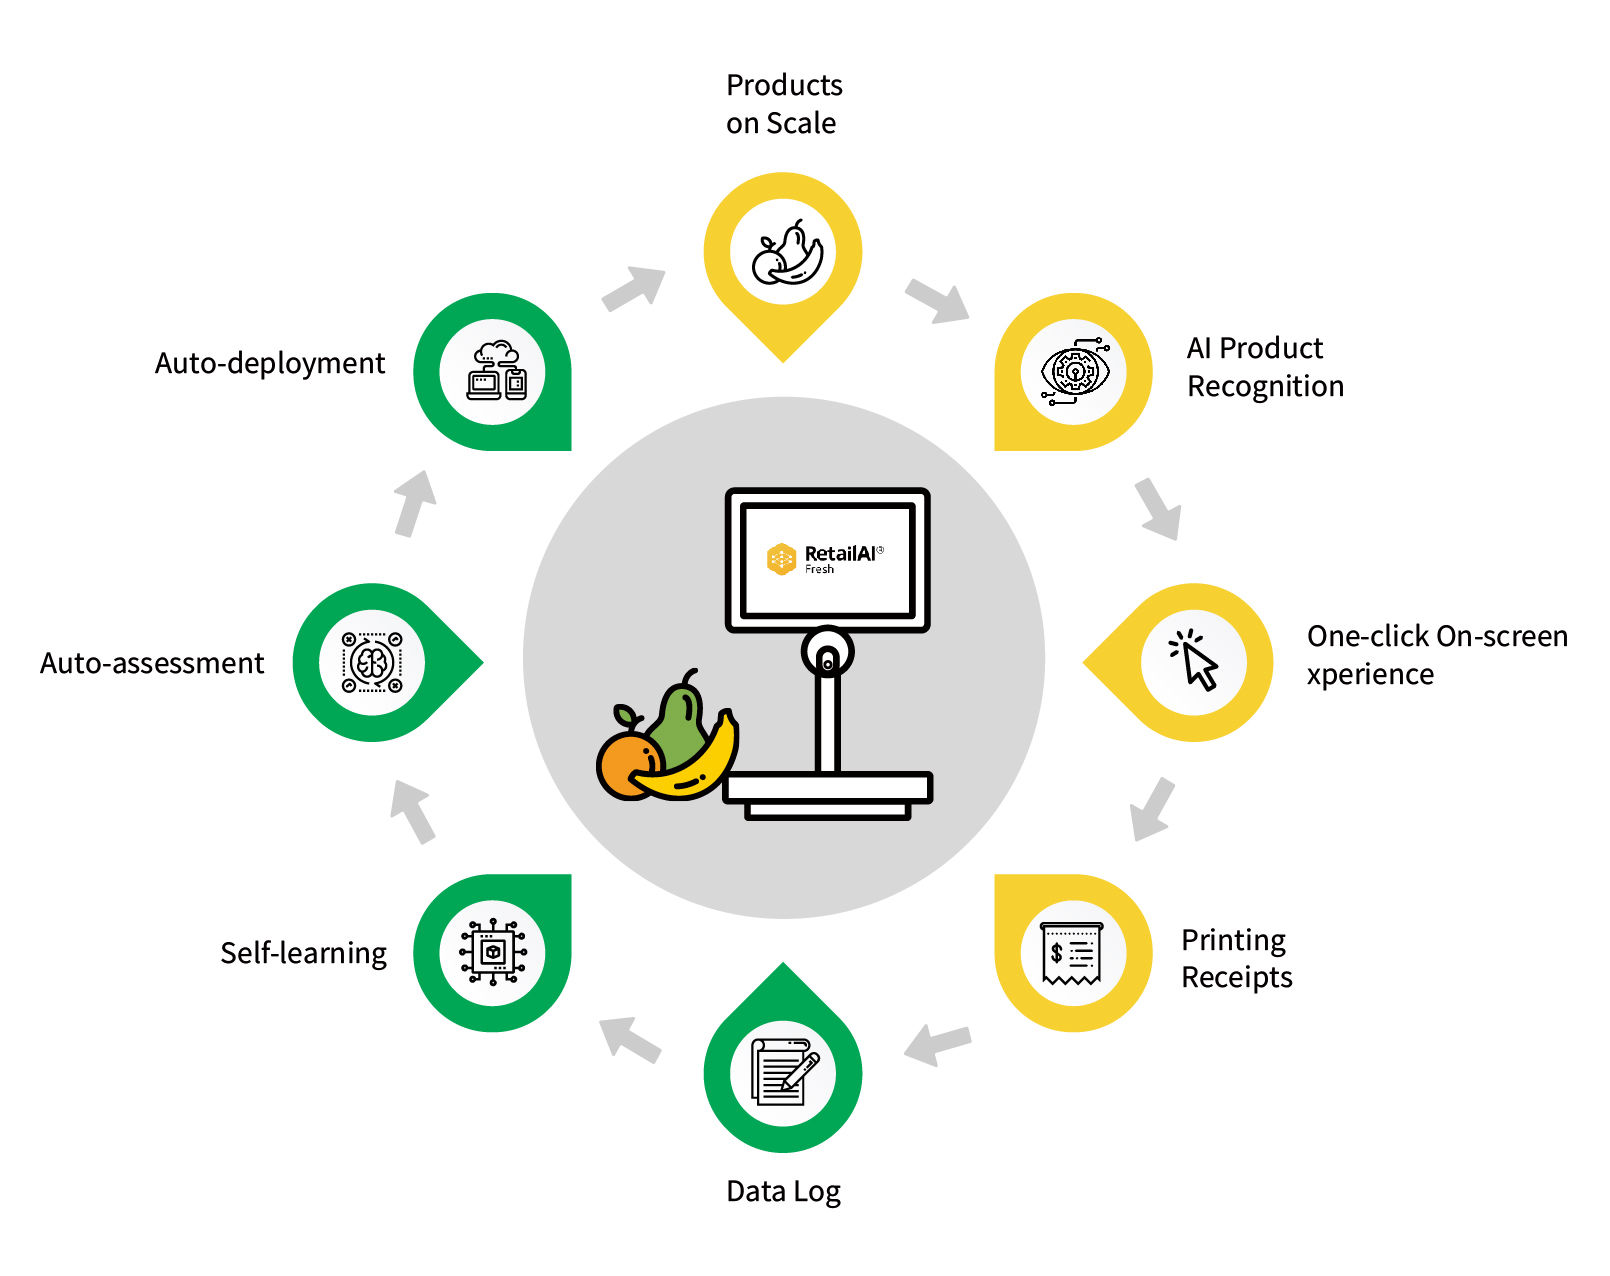 Products
on Scale
AI Product
Recognition
One-click On-screen
xperience
Printing
Receipts
Data Log
Self-learning
Auto-assessment
Auto-deployment
RetailAI®
Fresh
$